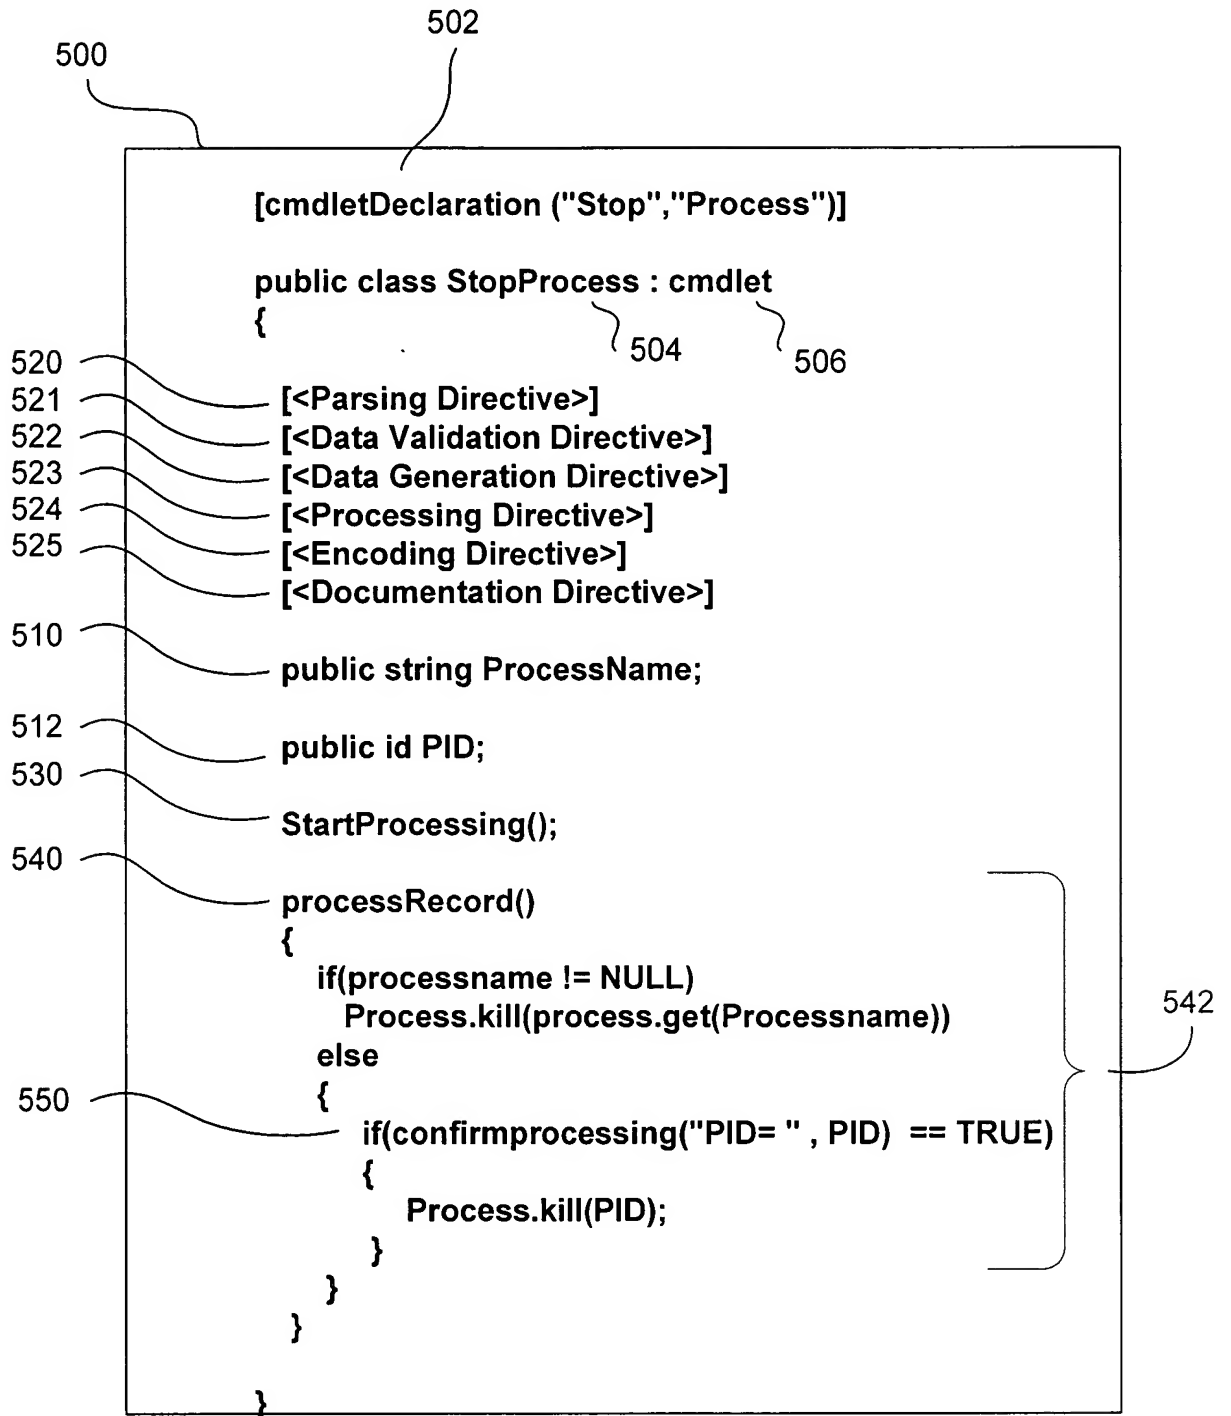 502
500
[cmdletDeclaration ("Stop","Process")]
public class StopProcess : cmdlet
{
504
506
520
[<Parsing Directive>]
521
[<Data Validation Directive>]
522
[<Data Generation Directive>]
523
[<Processing Directive>]
524
[<Encoding Directive>]
525
[<Documentation Directive>]
510
public string ProcessName;
512
public id PID;
530
StartProcessing();
540
processRecord()
{
if(processname != NULL)
Process.kill(process.get(Processname))
542
else
{
550
if(confirmprocessing("PID= " , PID) == TRUE)
{
Process.kill(PID);
}
}
}
}